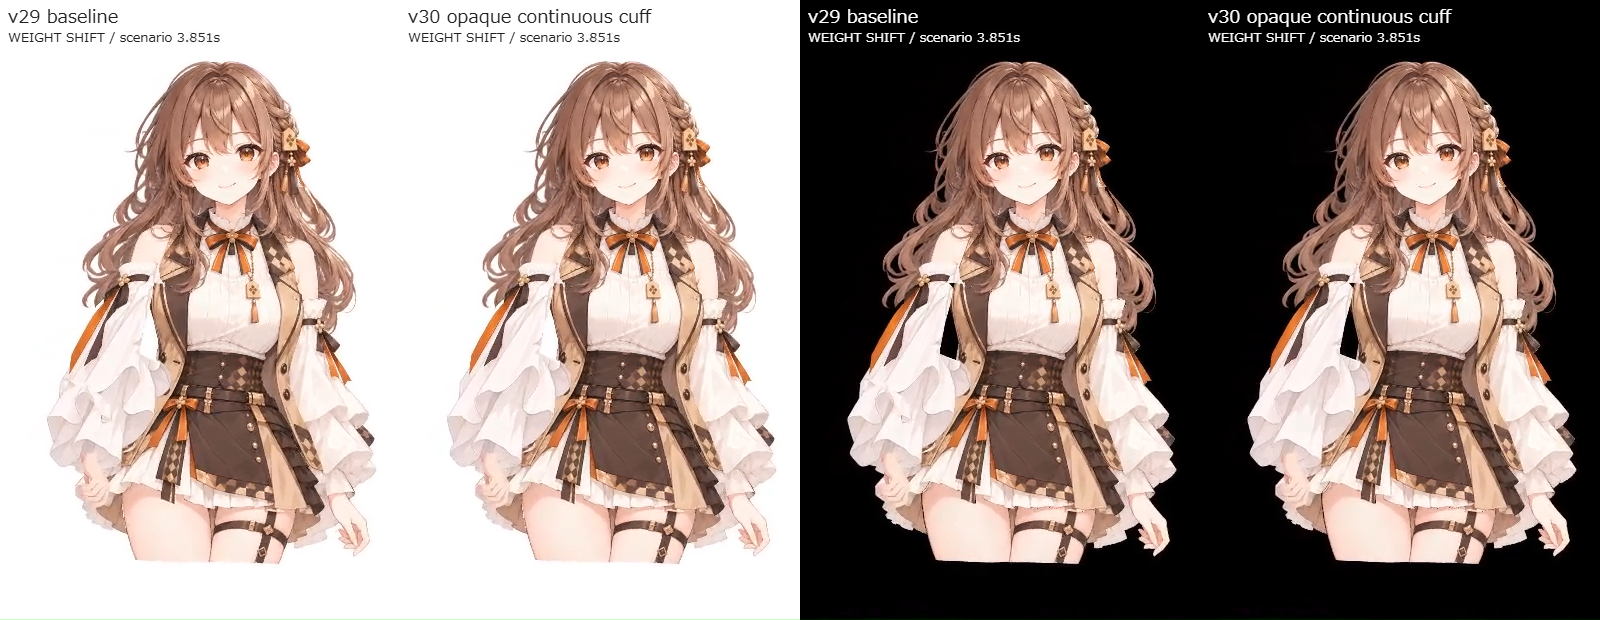 v29 baseline
WEIGHT SHIFT / scenario 3.851s
v30 opaque continuous cuff
WEIGHT SHIFT / scenario 3.851s
v29 baseline
WEIGHT SHIFT / scenario 3.851s
v30 opaque continuous cuff
WEIGHT SHIFT / scenario 3.851s